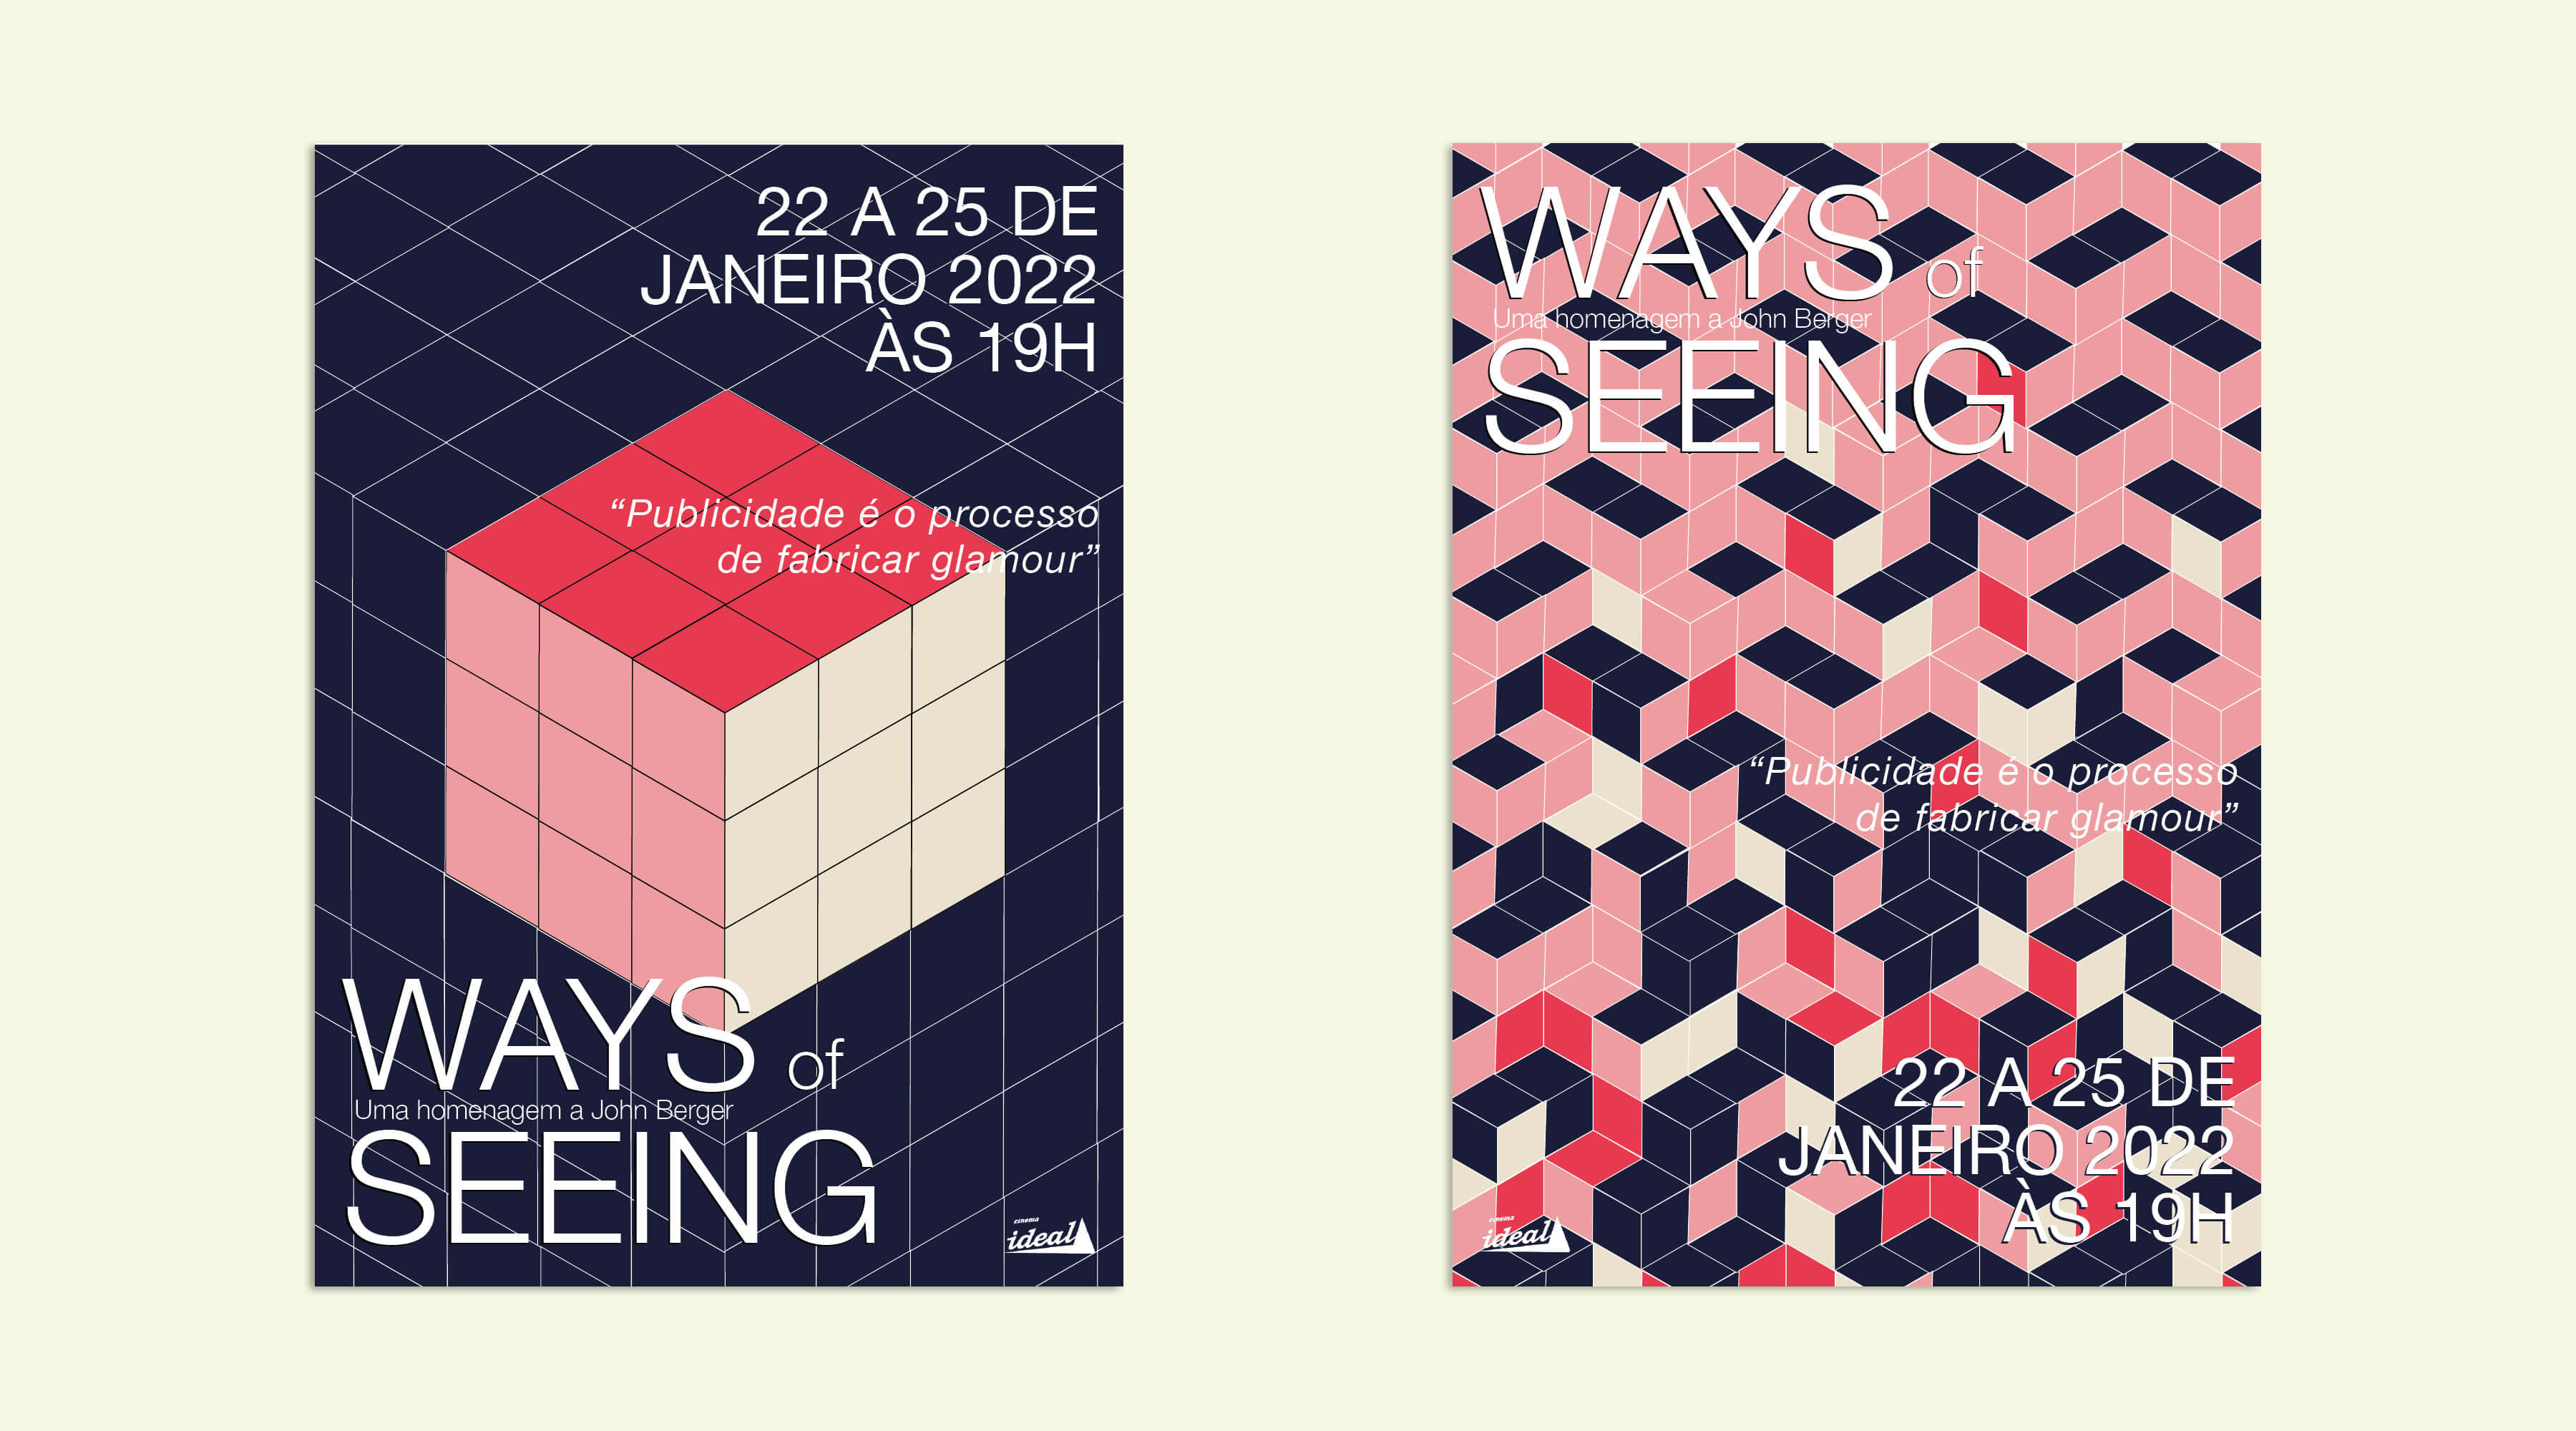 22 A 25 DE
JANEIRO 2022
ÀS 19H
“Publicidade é o processo
de fabricar glamour”
WAYS of
Uma homenagem a John Berger
SEEING
cinema
ideal
WAYS of
Uma homenagem a John Berger
SEEING
“Publicidade é o processo
de fabricar glamour”
22 A 25 DE
JANEIRO 2022
ÀS 19H
cinema
ideal